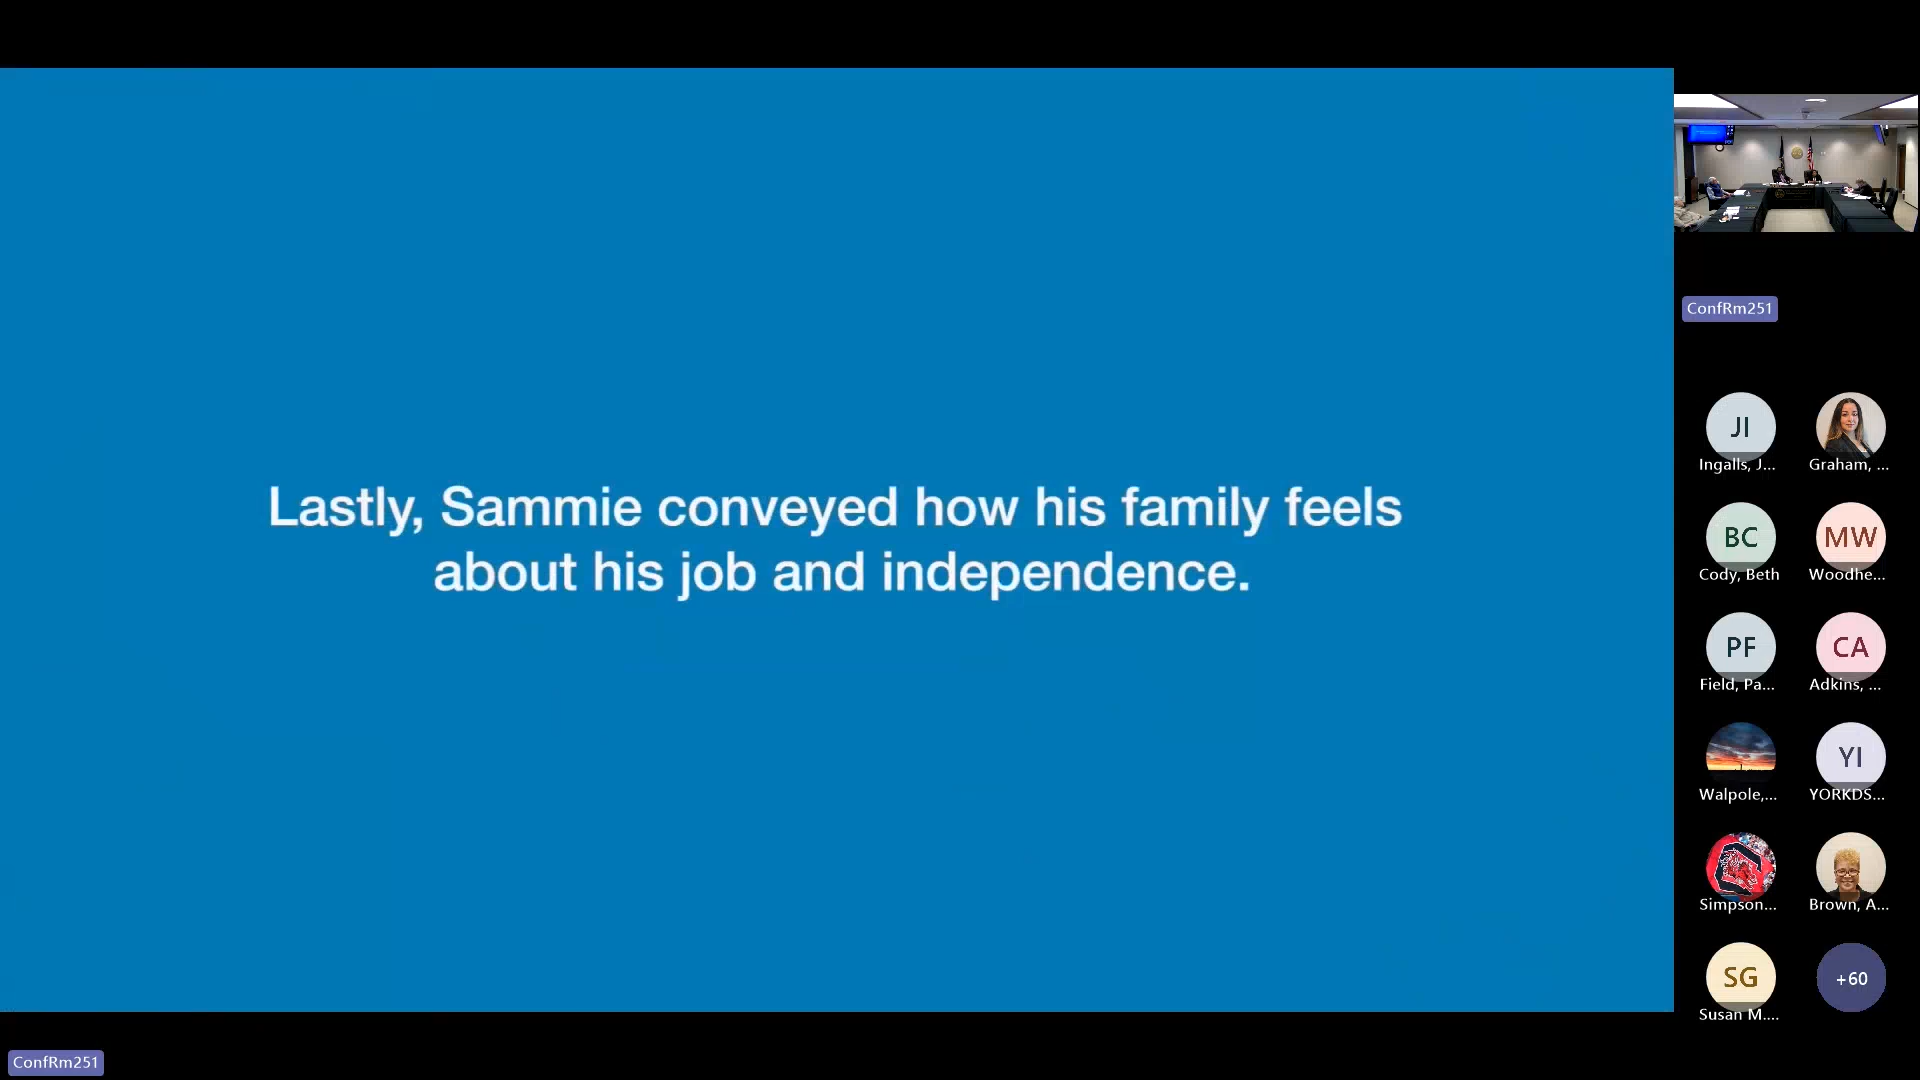 Lastly, Sammie conveyed how his family feels
about his job and independence.
ConfRm251
JI
Ingalls, J...
Graham, ...
BC
Cody, Beth
MW
Woodhe...
PF
Field, Pa...
CA
Adkins, ...
Walpole,...
YI
YORKDS...
Simpson...
Brown, A...
SG
Susan M....
+60
ConfRm251